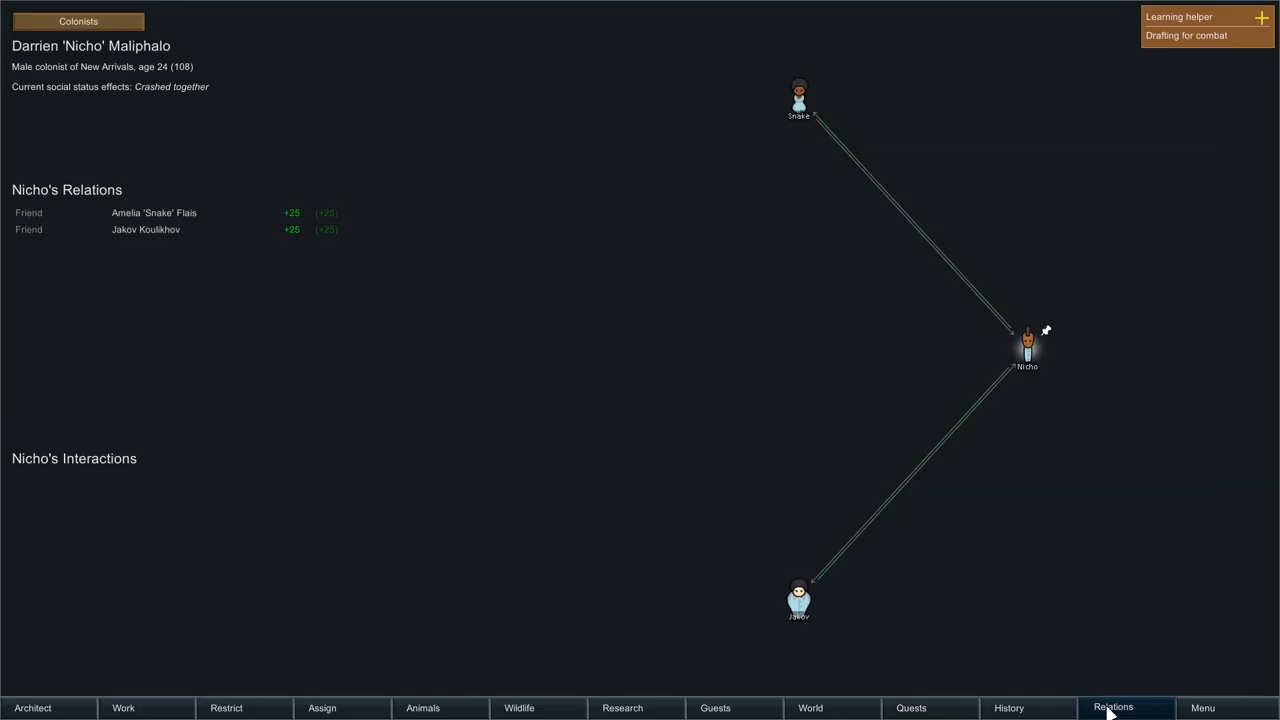 Colonists
Learning helper
Darrien 'Nicho' Maliphalo
Drafting for combat
Male colonist of New Arrivals, age 24 (108)
Current social status effects: Crashed together
Snake
Nicho's Relations
Friend Amelia 'Snake' Flais +25 (+25)
Friend Jakov Koulikhov +25 (+25)
Nicho
Nicho's Interactions
Jakov
Architect Work Restrict Assign Animals Wildlife Research Guests World Quests History Relations Menu